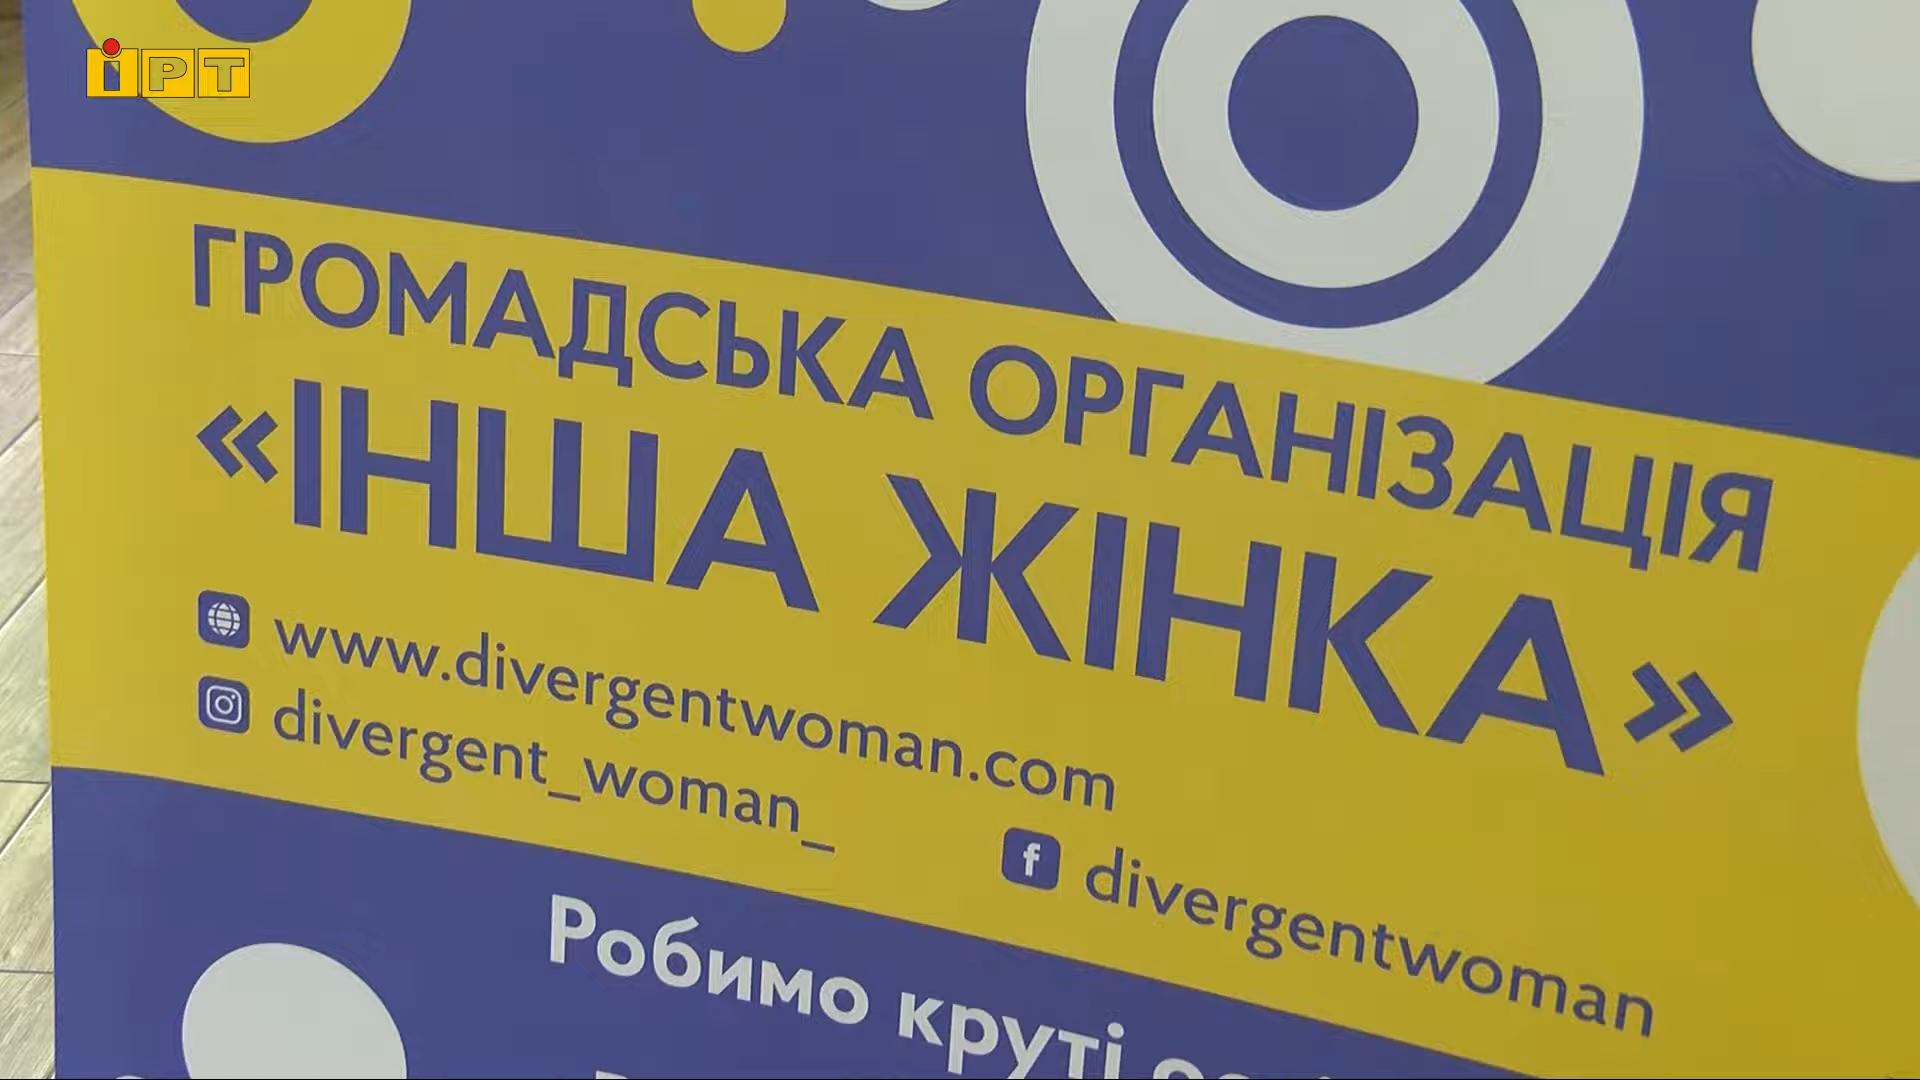 іРТ
ГРОМАДСЬКА ОРГАНІЗАЦІЯ
«ІНША ЖІНКА»
www.divergentwoman.com
divergent_woman_
divergentwoman
Робимо круті